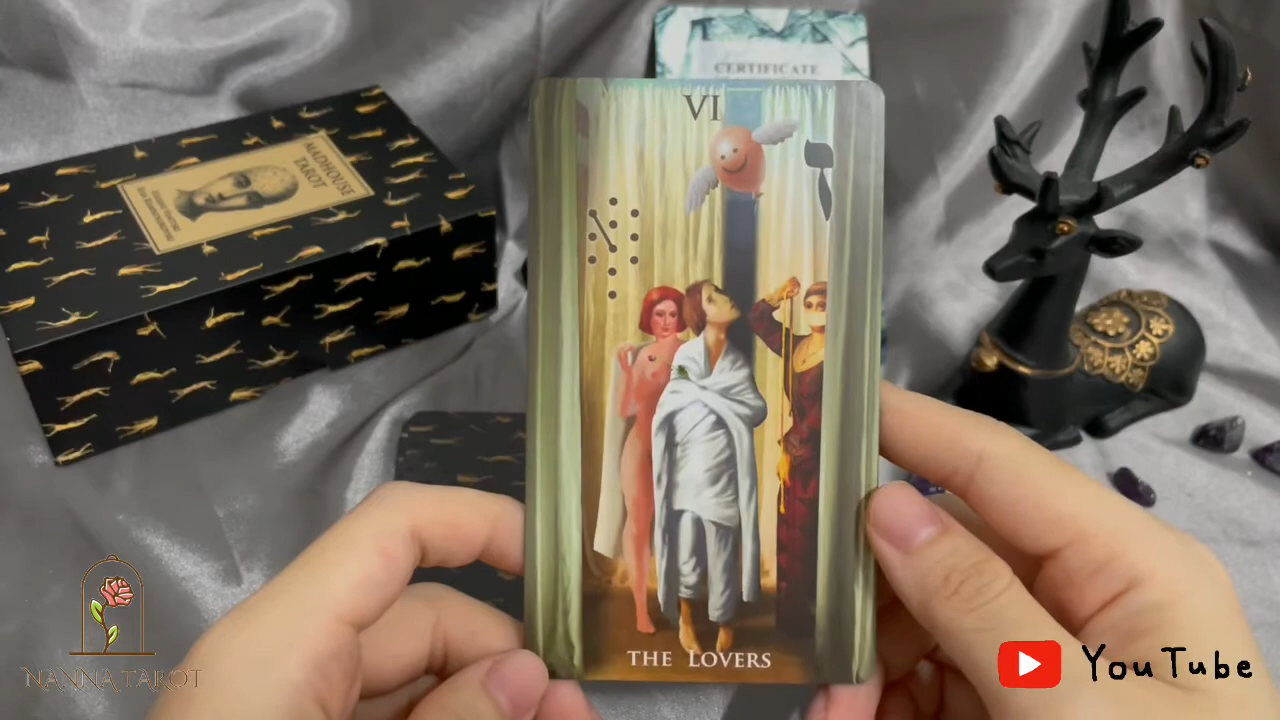 CERTIFICATE
VI
ז
MADHOUSE
TAROT
THE LOVERS
NANNA TAROT
YouTube